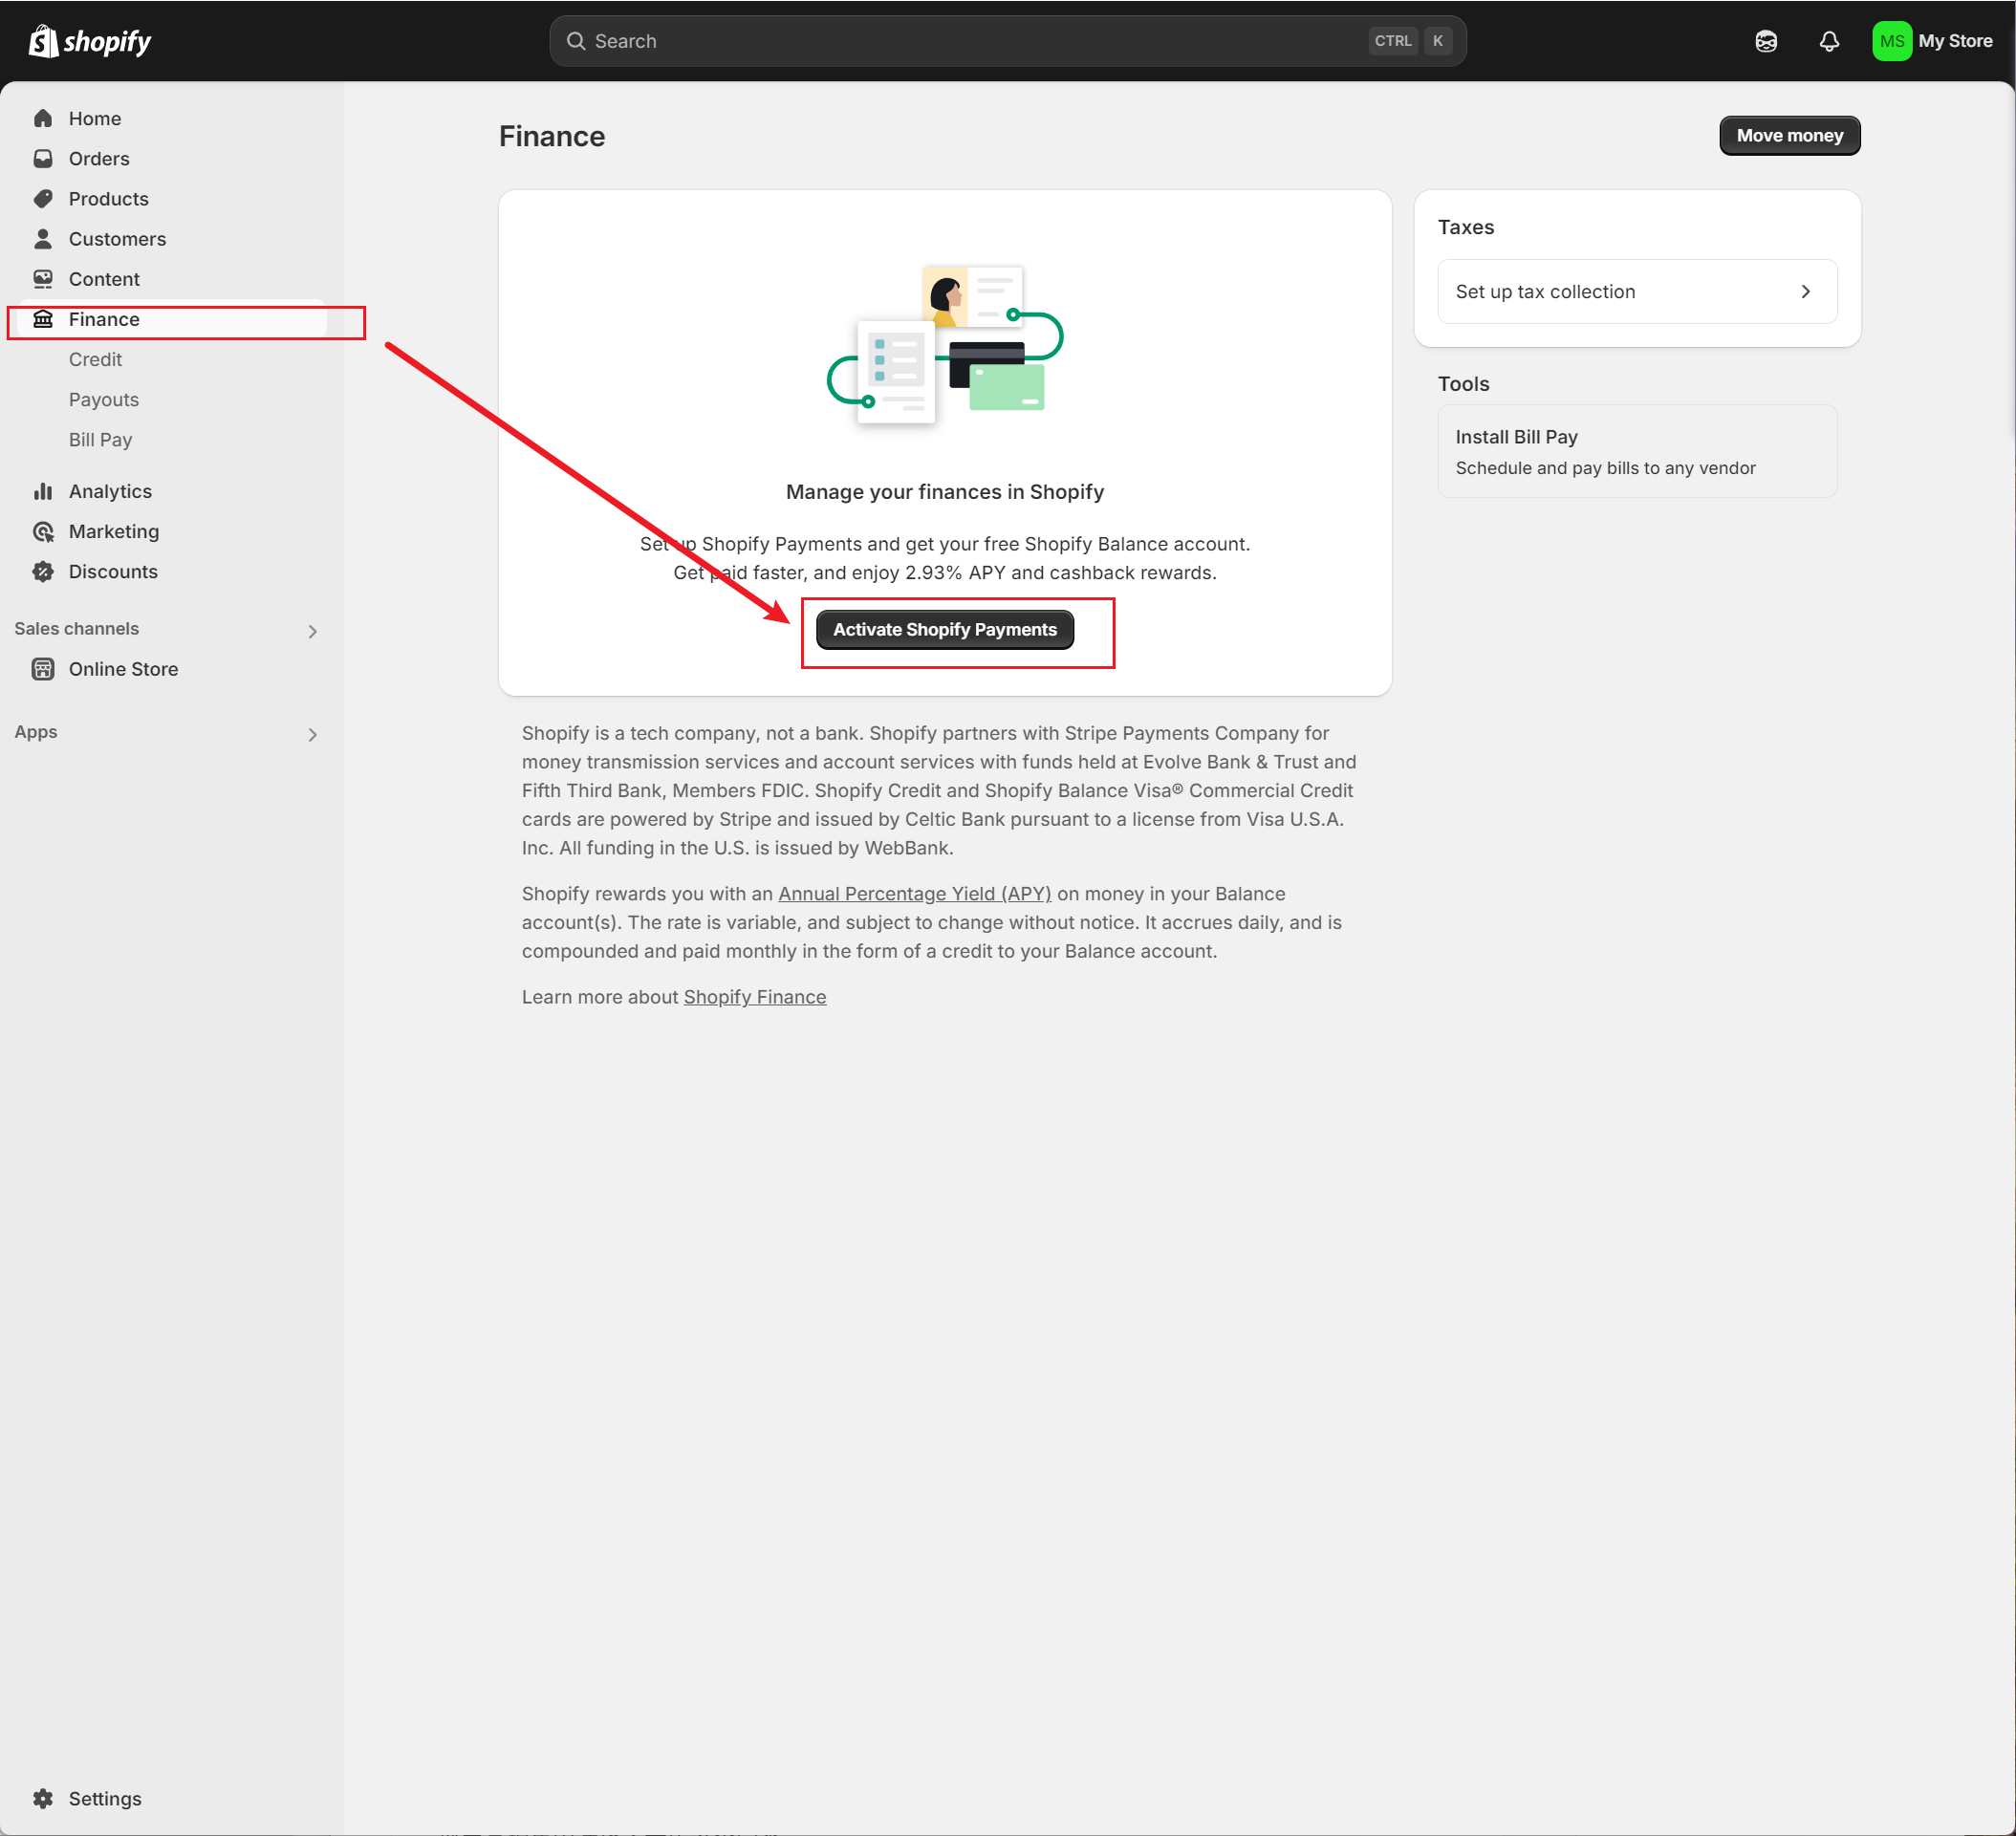 shopify
Search
CTRL K
MS My Store
Home
Orders
Products
Customers
Content
Finance
Credit
Payouts
Bill Pay
Analytics
Marketing
Discounts
Sales channels
Online Store
Apps
Settings
Finance
Move money
Manage your finances in Shopify
Set up Shopify Payments and get your free Shopify Balance account.
Get paid faster, and enjoy 2.93% APY and cashback rewards.
Activate Shopify Payments
Shopify is a tech company, not a bank. Shopify partners with Stripe Payments Company for
money transmission services and account services with funds held at Evolve Bank & Trust and
Fifth Third Bank, Members FDIC. Shopify Credit and Shopify Balance Visa® Commercial Credit
cards are powered by Stripe and issued by Celtic Bank pursuant to a license from Visa U.S.A.
Inc. All funding in the U.S. is issued by WebBank.
Shopify rewards you with an Annual Percentage Yield (APY) on money in your Balance
account(s). The rate is variable, and subject to change without notice. It accrues daily, and is
compounded and paid monthly in the form of a credit to your Balance account.
Learn more about Shopify Finance
Taxes
Set up tax collection
Tools
Install Bill Pay
Schedule and pay bills to any vendor